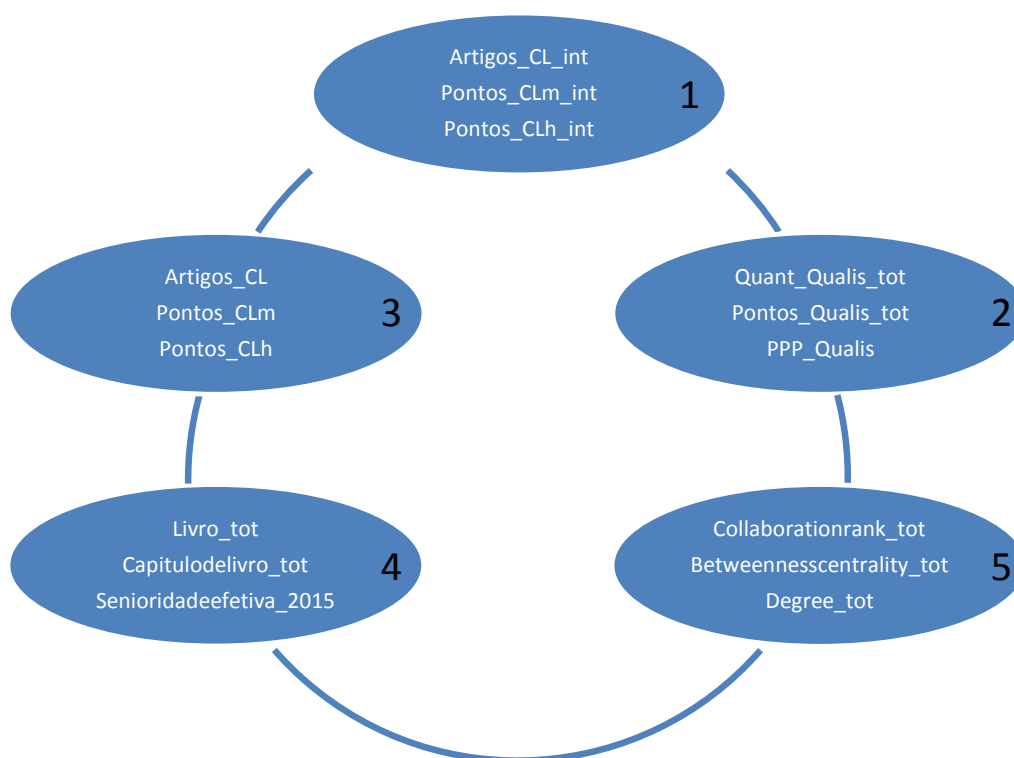 Artigos_CL_int
Pontos_CLm_int
Pontos_CLh_int
1
Artigos_CL
Pontos_CLm
Pontos_CLh
3
Quant_Qualis_tot
Pontos_Qualis_tot
PPP_Qualis
2
Livro_tot
Capitulodelivro_tot
Senioridadeefetiva_2015
4
Collaborationrank_tot
Betweennesscentrality_tot
Degree_tot
5